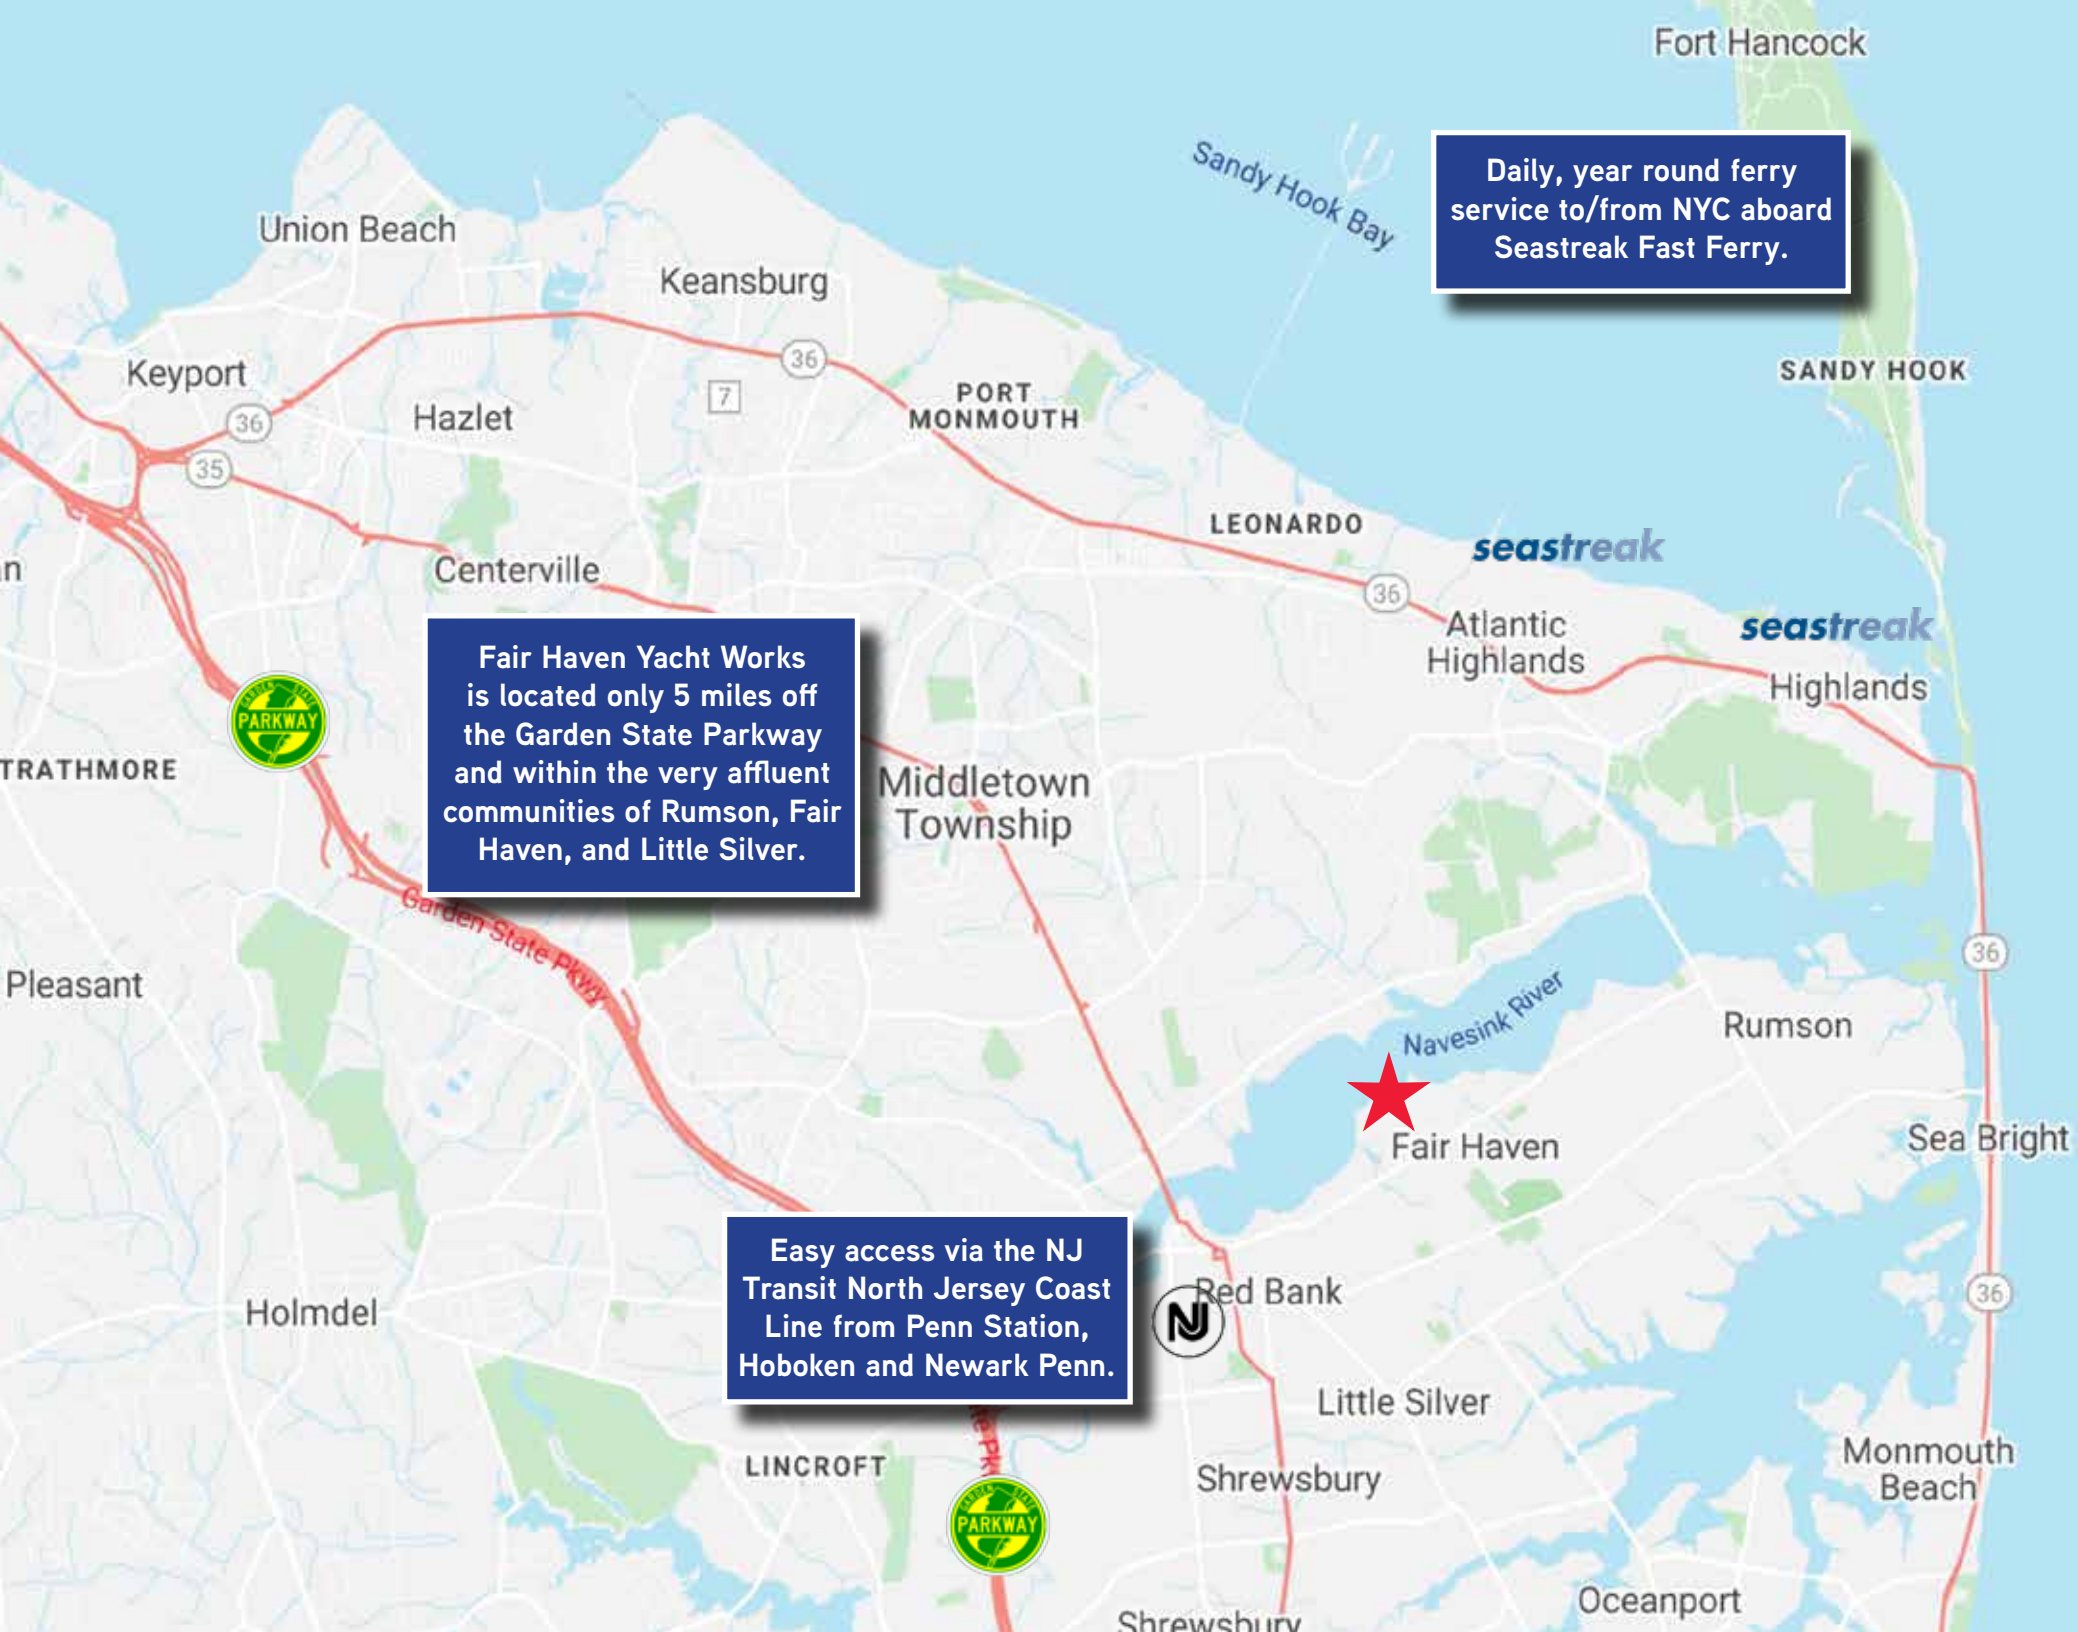 Fort Hancock
Daily, year round ferry
service to/from NYC aboard
Seastreak Fast Ferry.
Sandy Hook Bay
Union Beach
Keansburg
36
Keyport
7
SANDY HOOK
PORT
MONMOUTH
36
Hazlet
35
LEONARDO
seastreak
n
Centerville
36
Atlantic
Highlands
seastreak
Highlands
Fair Haven Yacht Works
is located only 5 miles off
the Garden State Parkway
and within the very affluent
communities of Rumson, Fair
Haven, and Little Silver.
GARDEN STATE
PARKWAY
TRATHMORE
Middletown
Township
Garden State Pkwy
36
Pleasant
Navesink River
Rumson
Fair Haven
Sea Bright
Easy access via the NJ
Transit North Jersey Coast
Line from Penn Station,
Hoboken and Newark Penn.
Red Bank
36
Holmdel
Little Silver
LINCROFT
Shrewsbury
Monmouth
Beach
GARDEN STATE
PARKWAY
Oceanport
Shrewsbury